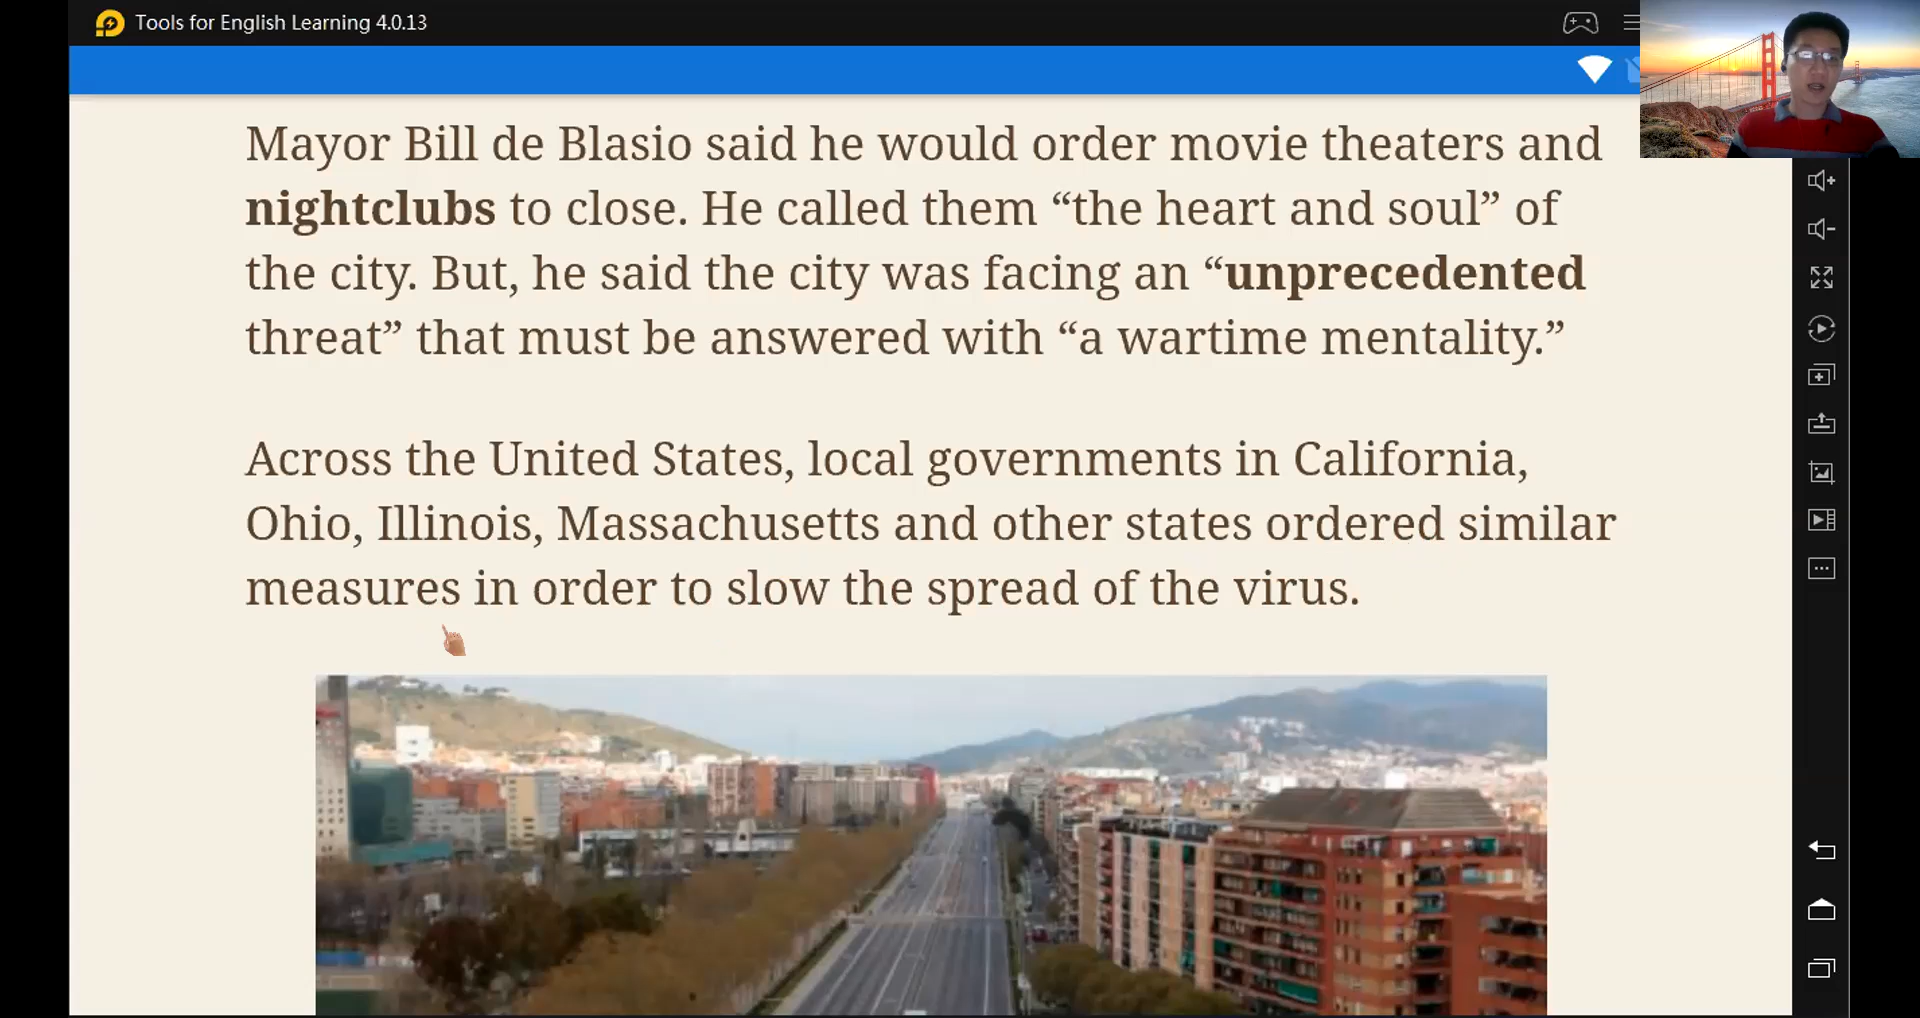 Tools for English Learning 4.0.13
Mayor Bill de Blasio said he would order movie theaters and
nightclubs to close. He called them “the heart and soul” of
the city. But, he said the city was facing an “unprecedented
threat” that must be answered with “a wartime mentality.”
Across the United States, local governments in California,
Ohio, Illinois, Massachusetts and other states ordered similar
measures in order to slow the spread of the virus.